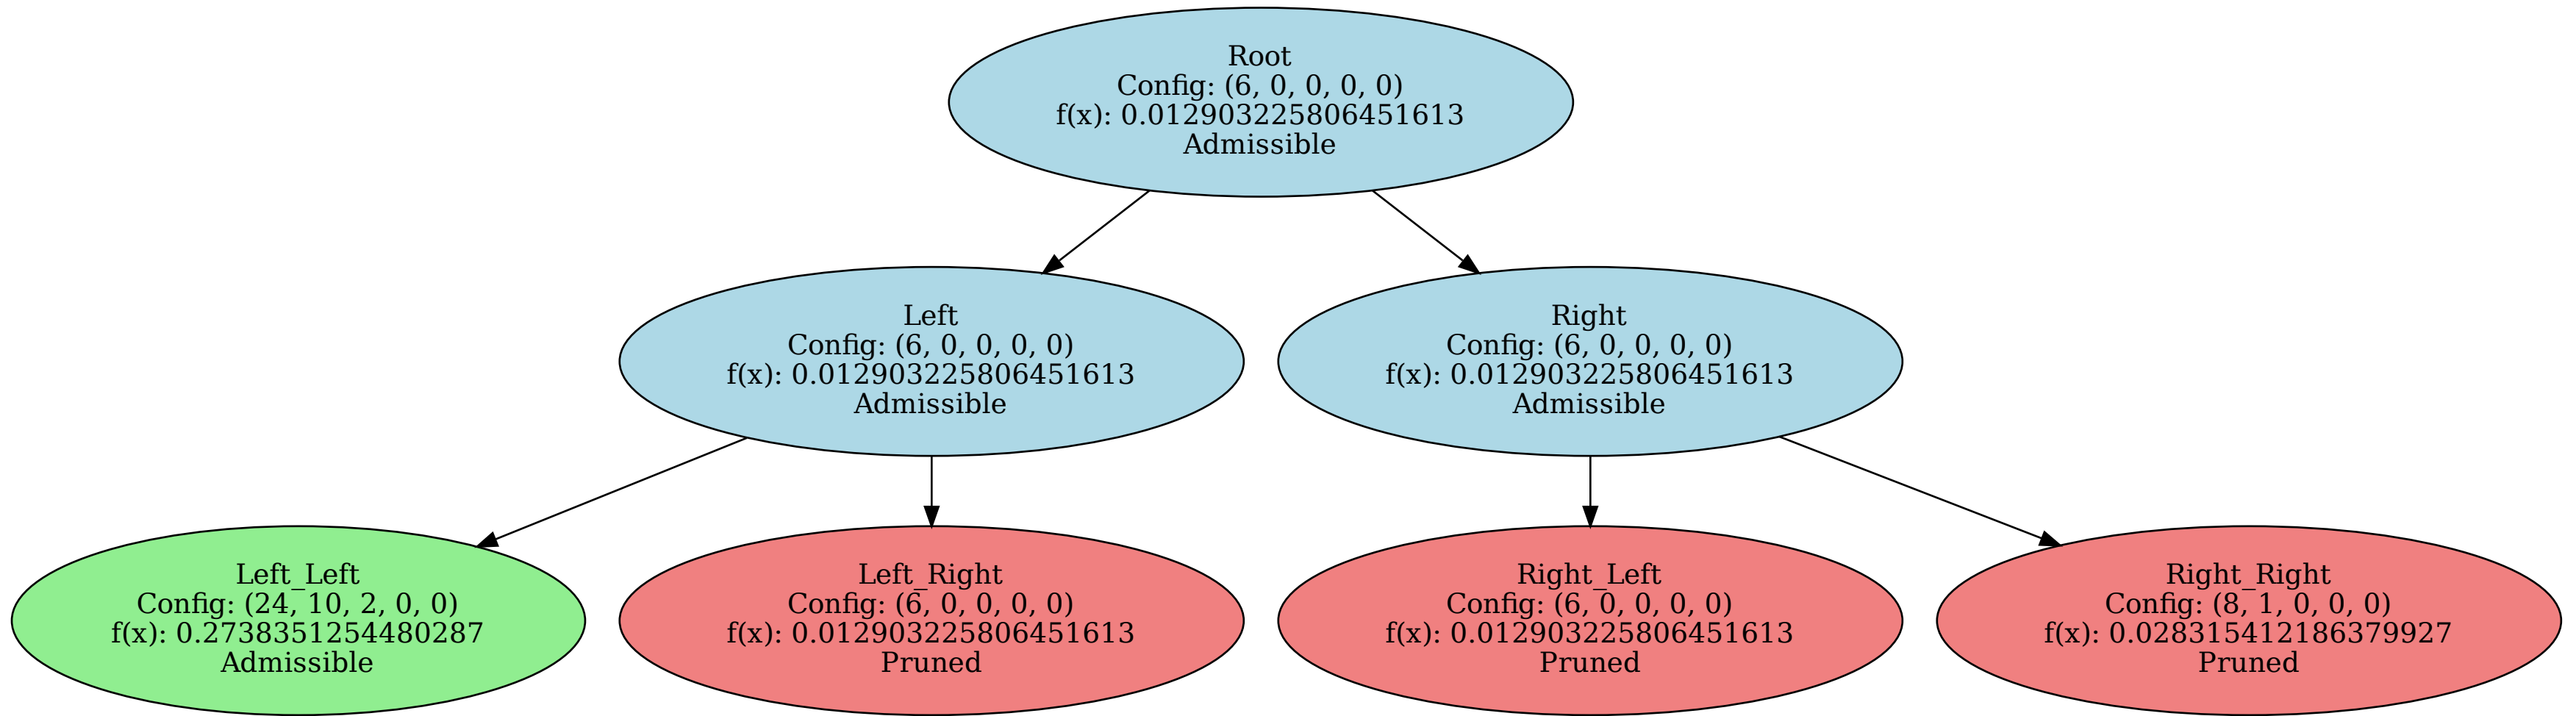 Root
Config: (6, 0, 0, 0, 0)
f(x): 0.012903225806451613
Admissible
Left
Config: (6, 0, 0, 0, 0)
f(x): 0.012903225806451613
Admissible
Right
Config: (6, 0, 0, 0, 0)
f(x): 0.012903225806451613
Admissible
Left_Left
Config: (24, 10, 2, 0, 0)
f(x): 0.2738351254480287
Admissible
Left_Right
Config: (6, 0, 0, 0, 0)
f(x): 0.012903225806451613
Pruned
Right_Left
Config: (6, 0, 0, 0, 0)
f(x): 0.012903225806451613
Pruned
Right_Right
Config: (8, 1, 0, 0, 0)
f(x): 0.028315412186379927
Pruned